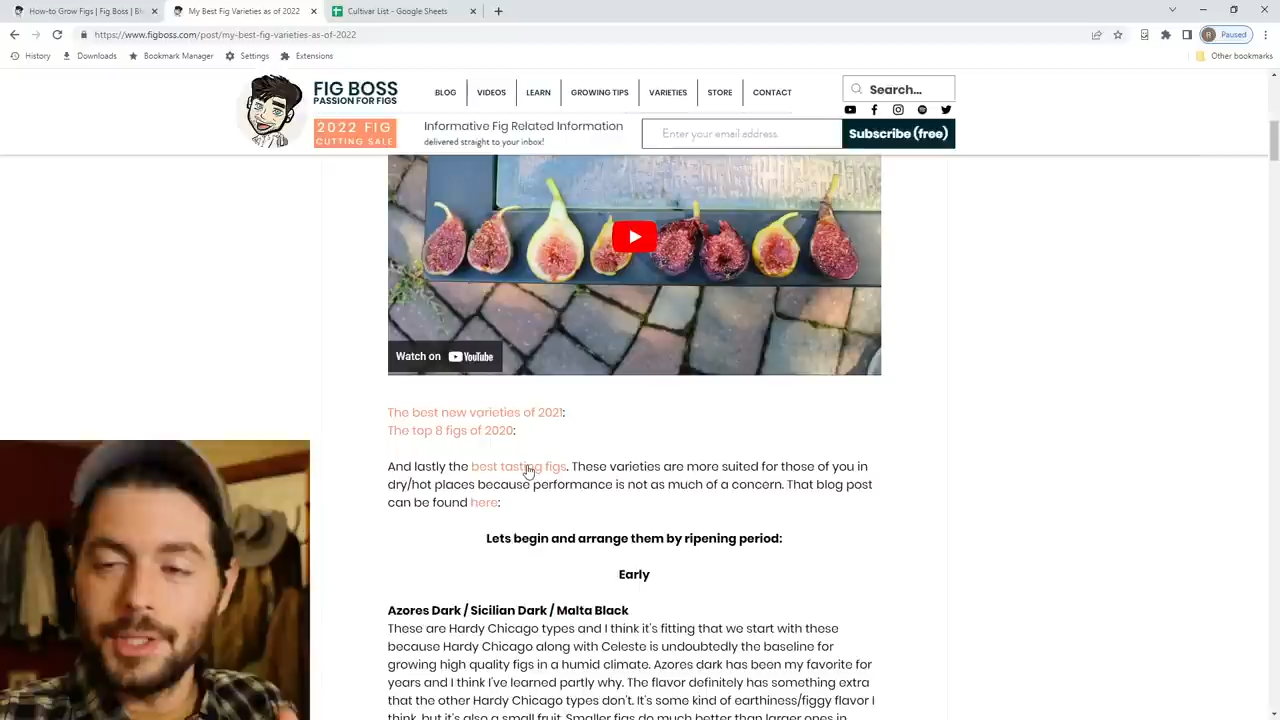 How-to Grow Figs | Fig Boss | Bl
My Best Fig Varieties as of 2022
Cultivar List - Google Sheets
https://www.figboss.com/post/my-best-fig-varieties-as-of-2022
R Paused
History Downloads Bookmark Manager Settings Extensions Other bookmarks
FIG BOSS
PASSION FOR FIGS
2022 FIG
CUTTING SALE
BLOG VIDEOS LEARN GROWING TIPS VARIETIES STORE CONTACT
Search...
Informative Fig Related Information
delivered straight to your inbox!
Enter your email address.
Subscribe (free)
Watch on YouTube
The best new varieties of 2021:
The top 8 figs of 2020:
And lastly the best tasting figs. These varieties are more suited for those of you in
dry/hot places because performance is not as much of a concern. That blog post
can be found here:
Lets begin and arrange them by ripening period:
Early
Azores Dark / Sicilian Dark / Malta Black
These are Hardy Chicago types and I think it's fitting that we start with these
because Hardy Chicago along with Celeste is undoubtedly the baseline for
growing high quality figs in a humid climate. Azores dark has been my favorite for
years and I think I've learned partly why. The flavor definitely has something extra
that the other Hardy Chicago types don't. It's some kind of earthiness/figgy flavor I
think, but it's also a small fruit. Smaller figs do much better than larger ones in